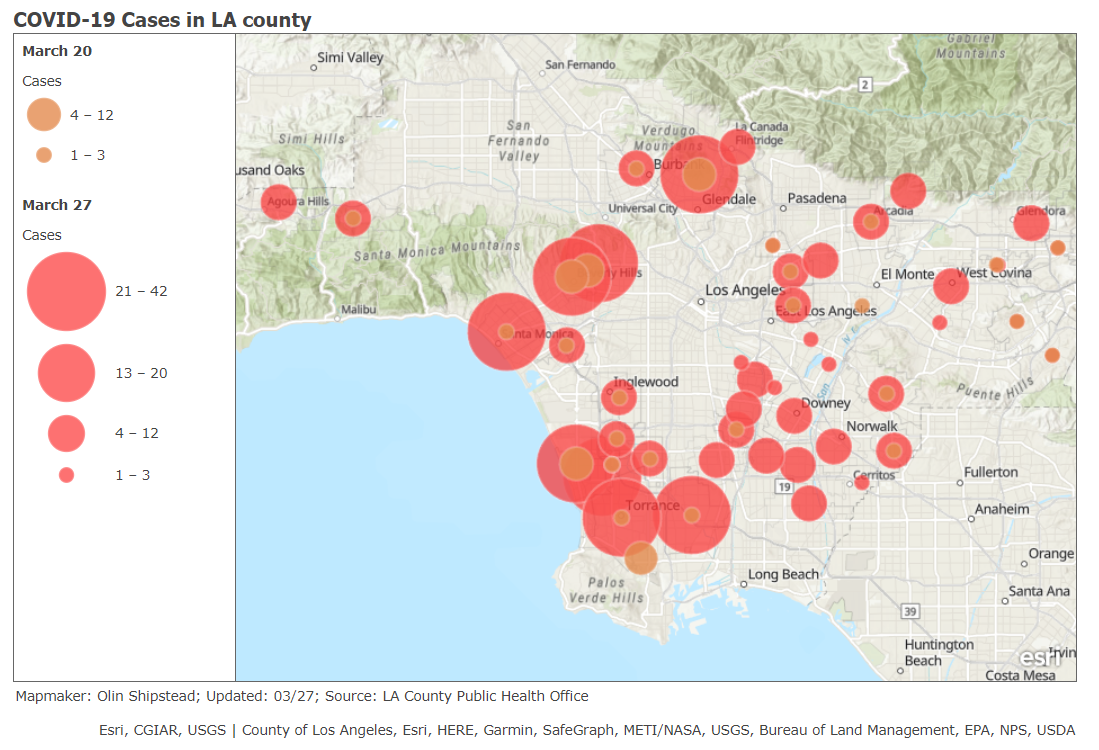 COVID-19 Cases in LA county
March 20
Cases
4 – 12
1 – 3
March 27
Cases
21 – 42
13 – 20
4 – 12
1 – 3
Gabriel
Mountains
Simi Valley
San Fernando
2
La Canada
Flintridge
San
Fernando
Valley
Verdugo
Mountains
Simi Hills
Burb
usand Oaks
Agoura Hills
Universal City
Glendale
Pasadena
Arcadia
Glendora
Santa Monica Mountains
y Hills
El Monte
West Covina
Los Angeles
Malibu
East Los Angeles
nta Monica
Inglewood
San
Puente Hills
Downey
Norwalk
Cerritos
Fullerton
19
Torrance
Anaheim
Orange
Palos
Verde Hills
Long Beach
Santa Ana
39
Huntington
Beach
esri
Irvin
Costa Mesa
Mapmaker: Olin Shipstead; Updated: 03/27; Source: LA County Public Health Office
Esri, CGIAR, USGS | County of Los Angeles, Esri, HERE, Garmin, SafeGraph, METI/NASA, USGS, Bureau of Land Management, EPA, NPS, USDA